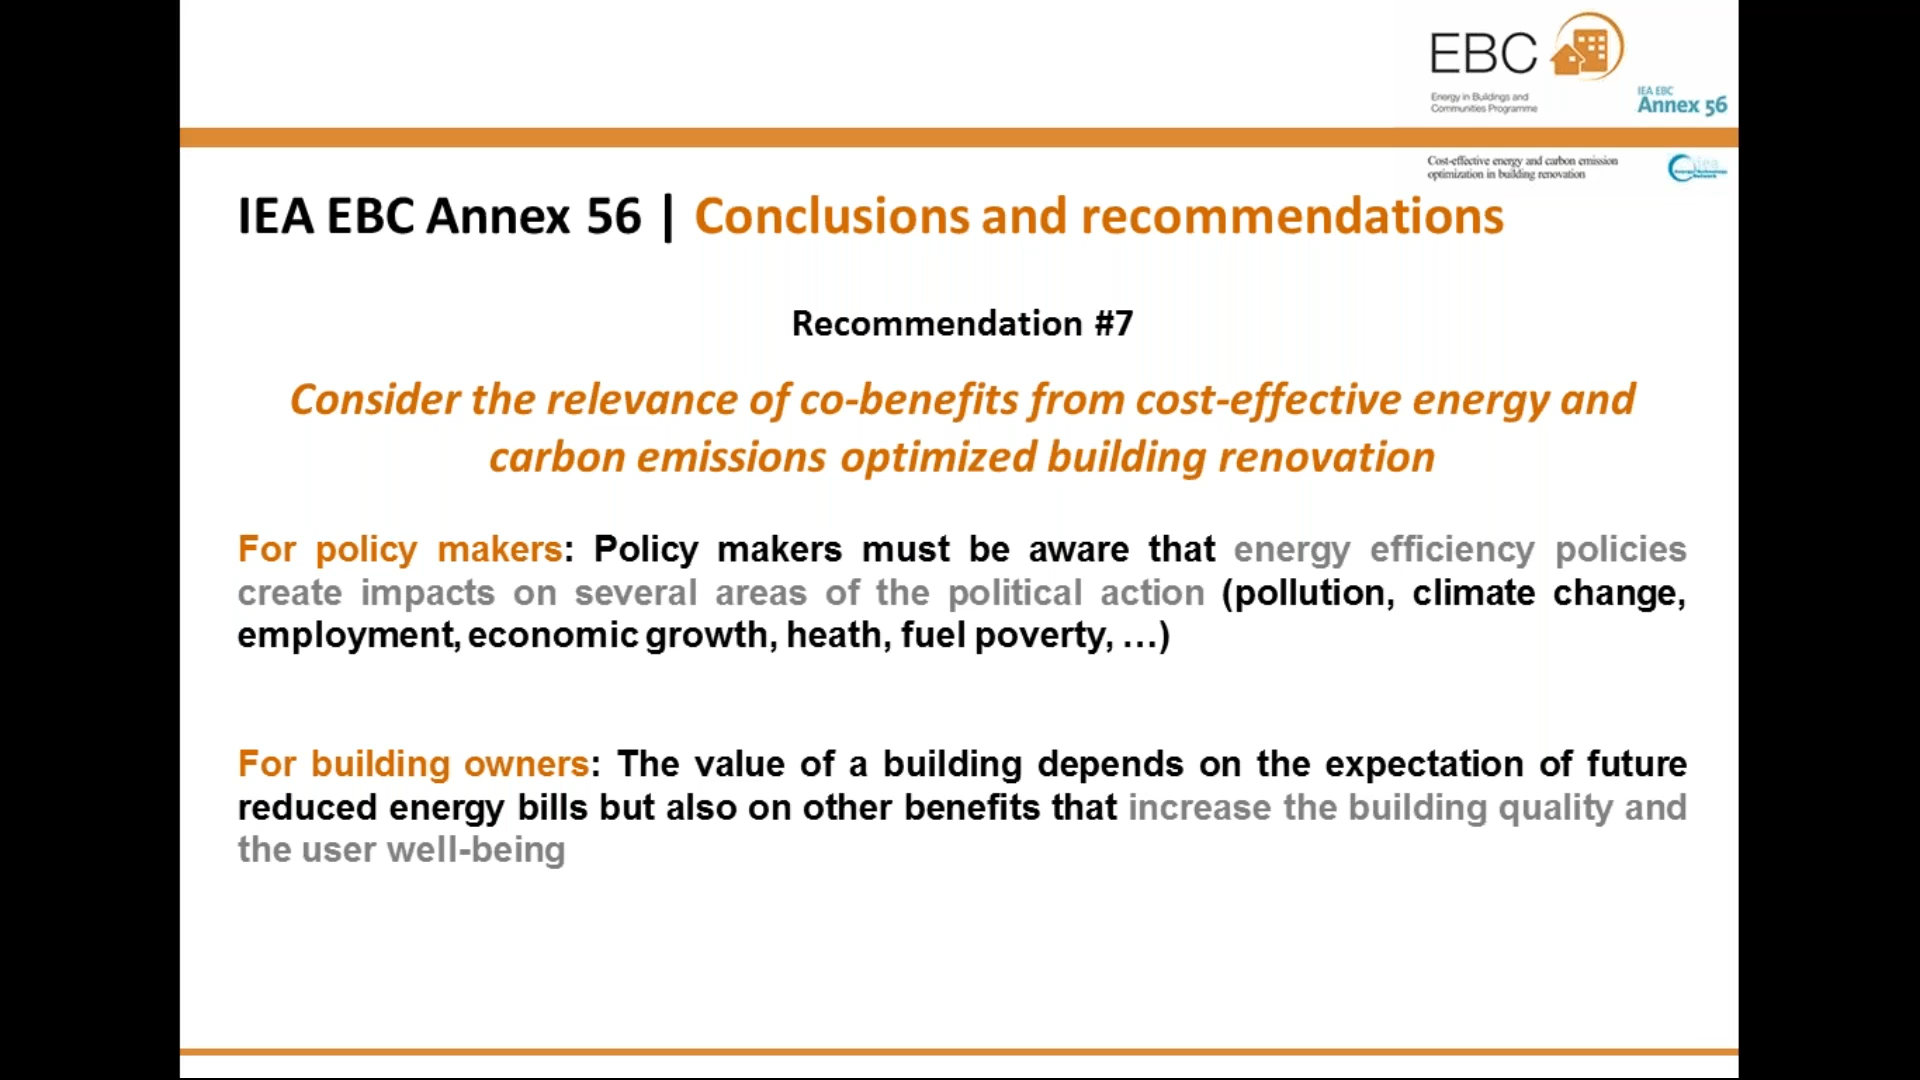 EBC
Energy in Buildings and
Communities Programme
IEA EBC
Annex 56
Cost-effective energy and carbon emission
optimization in building renovation
IEA EBC Annex 56 | Conclusions and recommendations
Recommendation #7
Consider the relevance of co-benefits from cost-effective energy and
carbon emissions optimized building renovation
For policy makers: Policy makers must be aware that energy efficiency policies
create impacts on several areas of the political action (pollution, climate change,
employment, economic growth, heath, fuel poverty, …)
For building owners: The value of a building depends on the expectation of future
reduced energy bills but also on other benefits that increase the building quality and
the user well-being